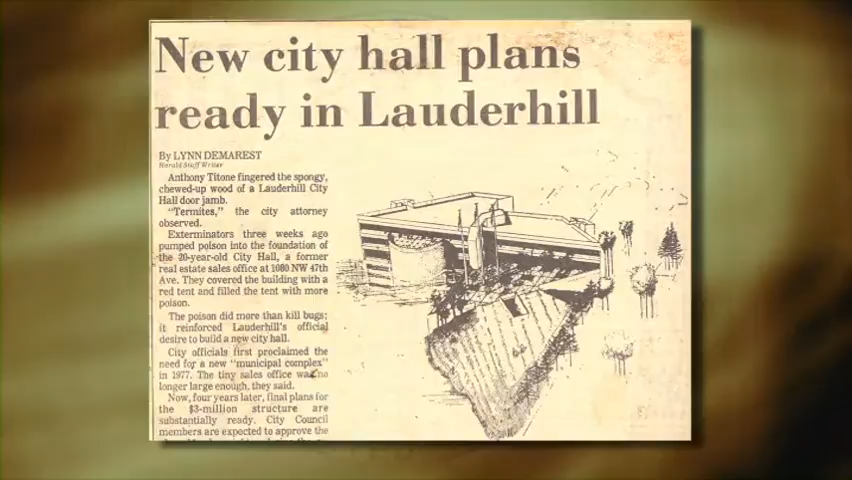 New city hall plans
ready in Lauderhill
By LYNN DEMAREST
Herald Staff Writer
Anthony Titone fingered the spongy,
chewed-up wood of a Lauderhill City
Hall door jamb.
"Termites," the city attorney
observed.
Exterminators three weeks ago
pumped poison into the foundation of
the 20-year-old City Hall, a former
real estate sales office at 1080 NW 47th
Ave. They covered the building with a
red tent and filled the tent with more
poison.
The poison did more than kill bugs;
it reinforced Lauderhill's official
desire to build a new city hall.
City officials first proclaimed the
need for a new "municipal complex"
in 1977. The tiny sales office was no
longer large enough, they said.
Now, four years later, final plans for
the $3-million structure are
substantially ready. City Council
members are expected to approve the